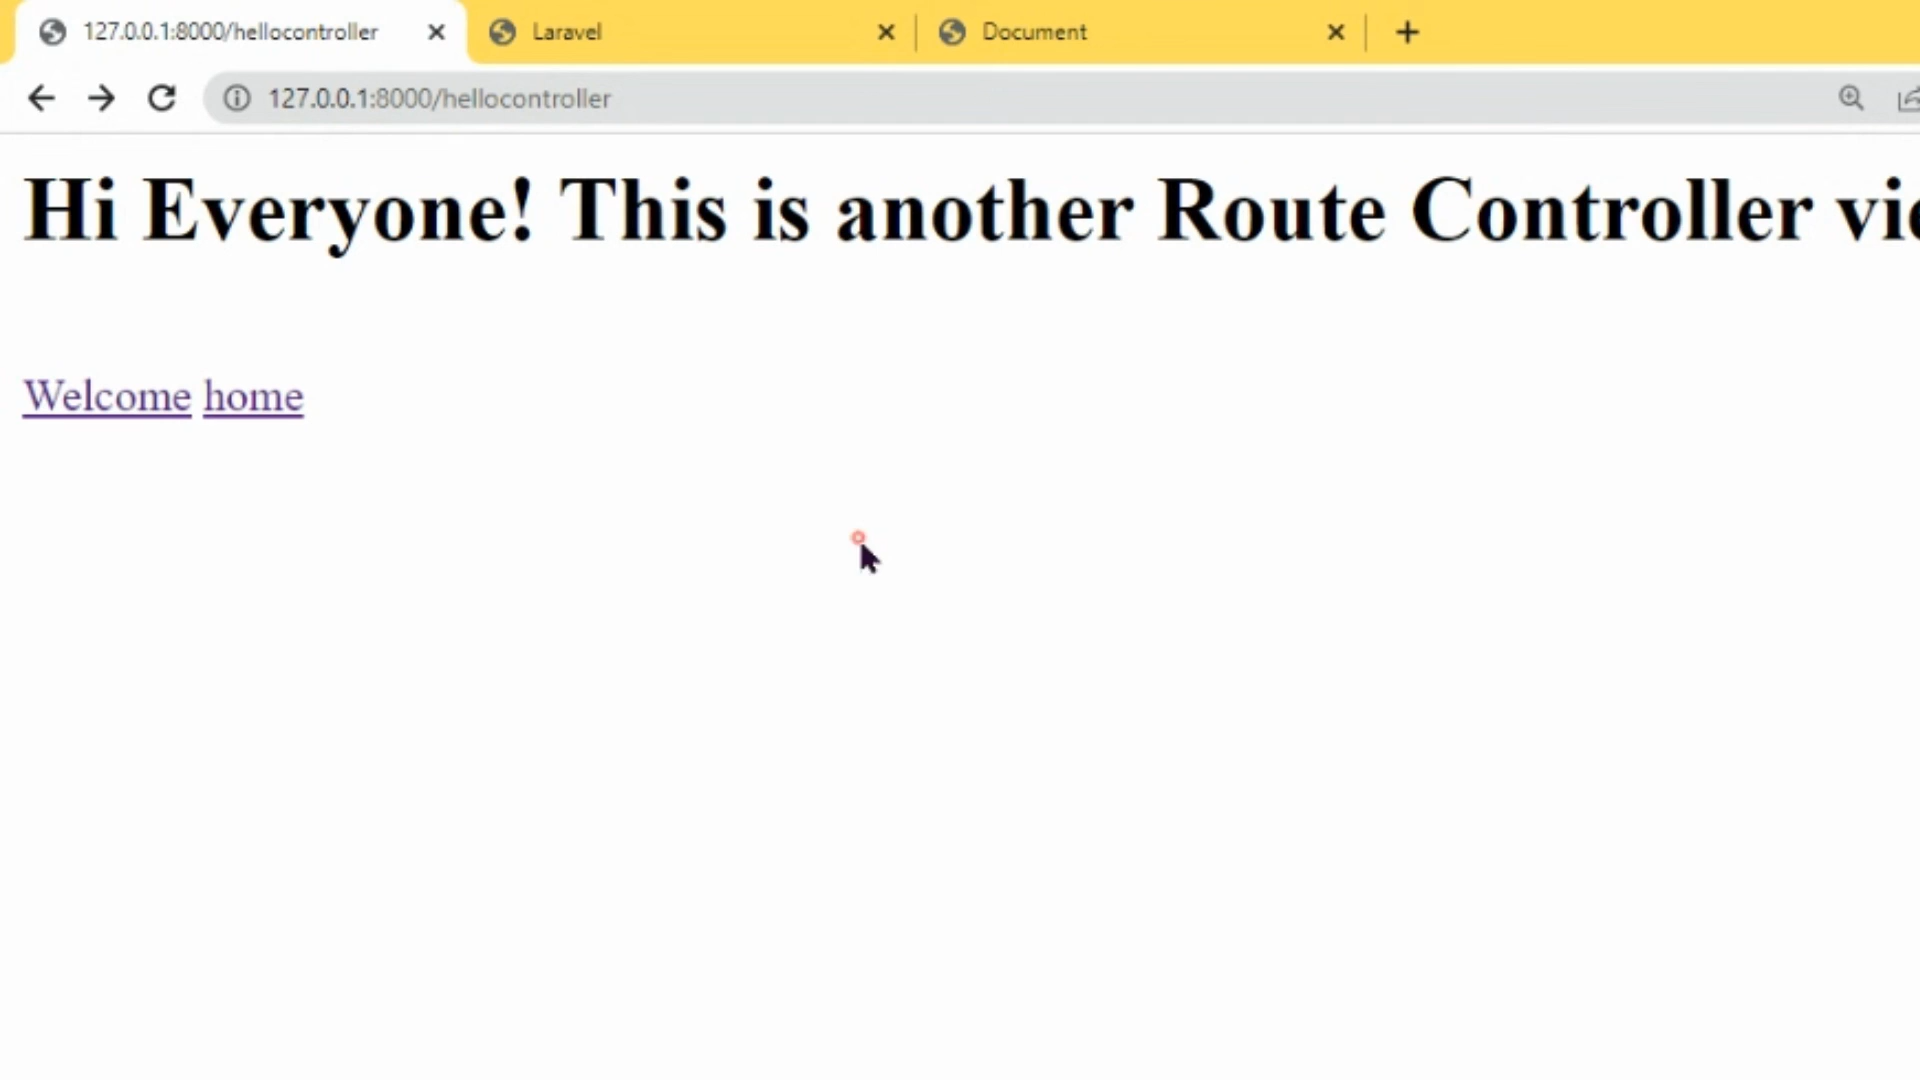 127.0.0.1:8000/hellocontroller
Laravel
Document
127.0.0.1:8000/hellocontroller
Hi Everyone! This is another Route Controller
Welcome home